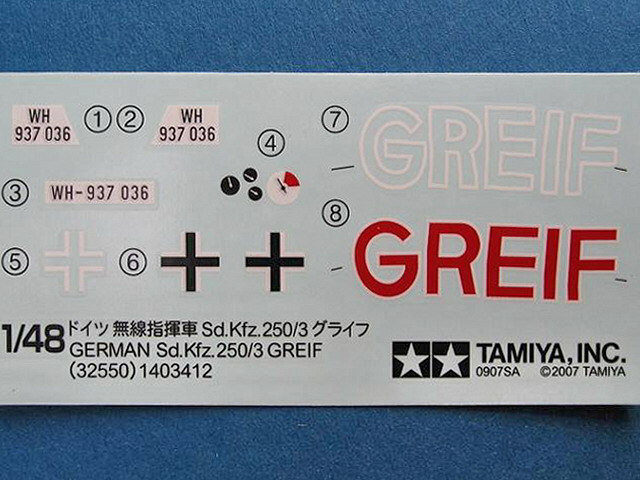 WH
937 036
①
②
WH
937 036
③
WH-937 036
④
⑤
⑥
⑦
GREIF
⑧
GREIF
1/48
ドイツ 無線指揮車 Sd.Kfz.250/3 グライフ
GERMAN Sd.Kfz.250/3 GREIF
(32550)1403412
TAMIYA, INC.
0907SA ©2007 TAMIYA